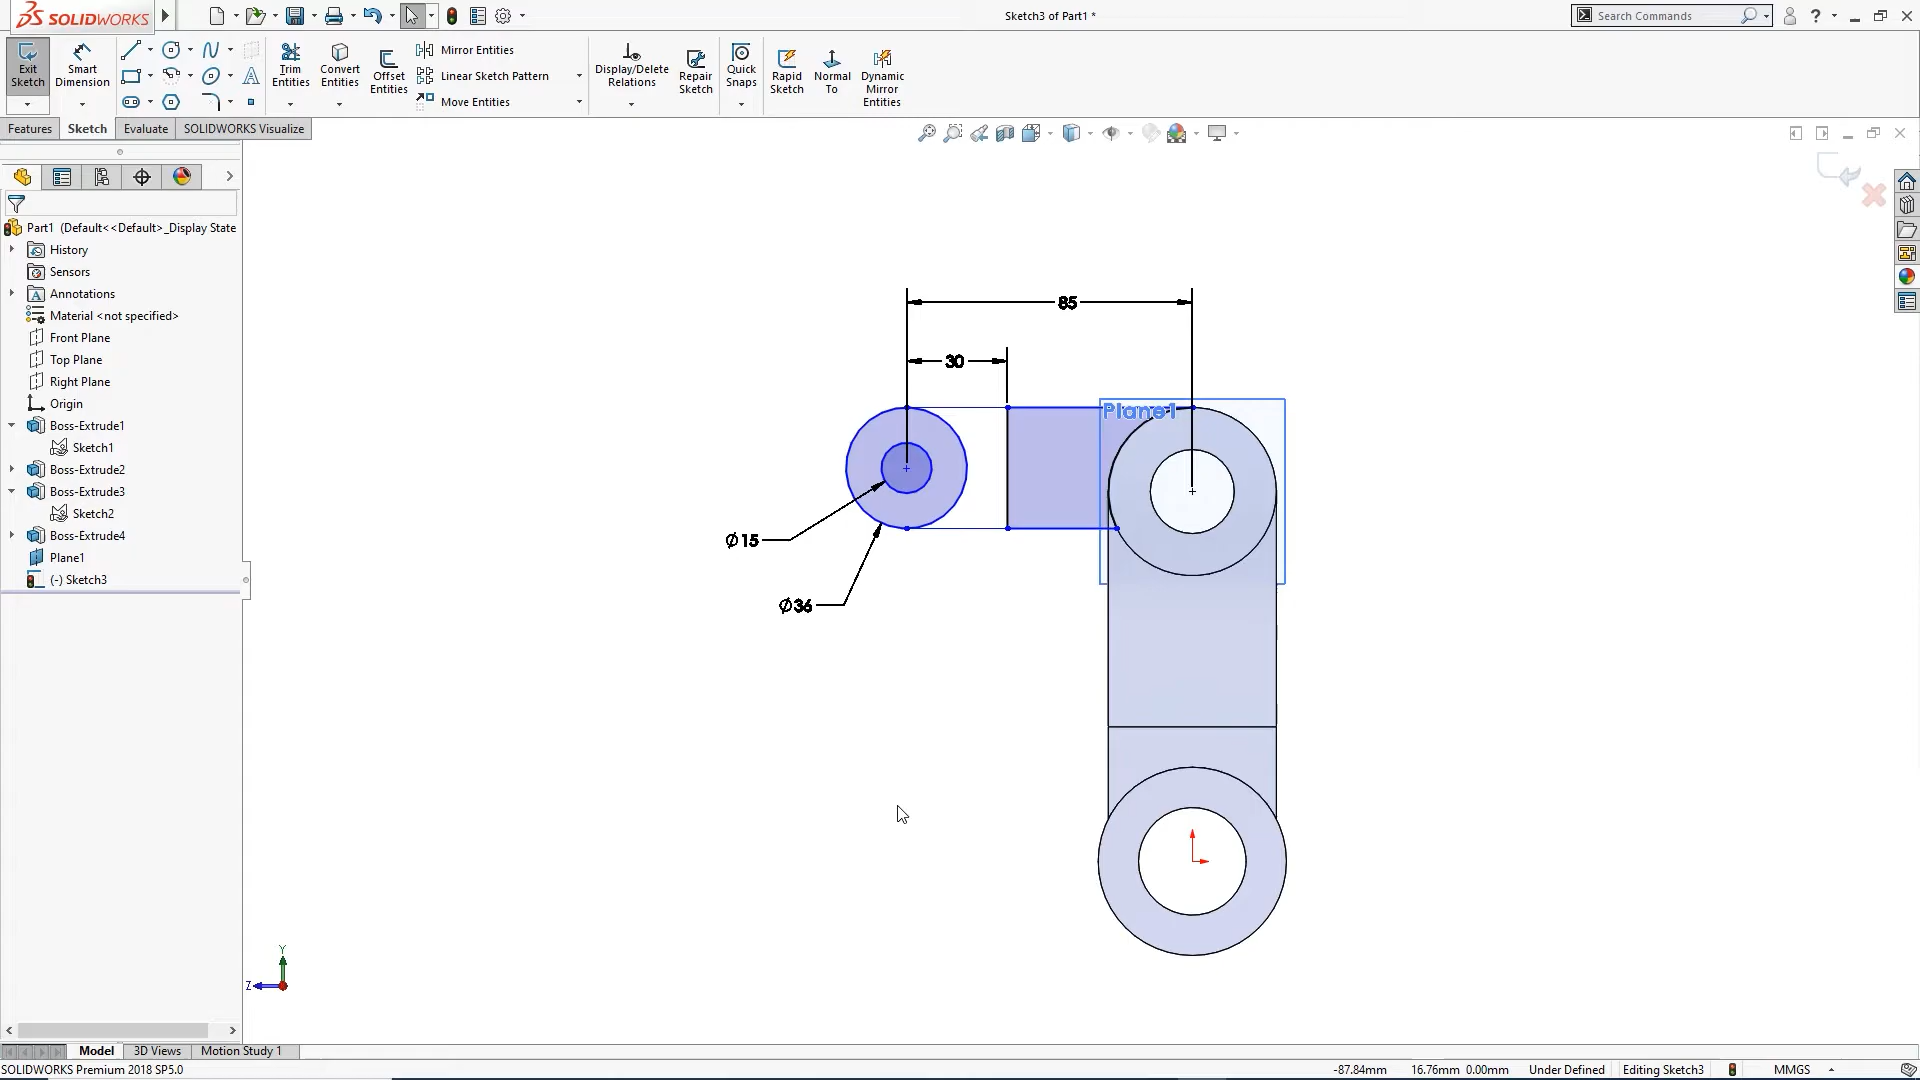 SOLIDWORKS
Sketch3 of Part1 *
Search Commands
?
Exit Sketch
Smart Dimension
Trim Entities
Convert Entities
Offset Entities
Mirror Entities
Linear Sketch Pattern
Move Entities
Display/Delete Relations
Repair Sketch
Quick Snaps
Rapid Sketch
Normal To
Dynamic Mirror Entities
Features
Sketch
Evaluate
SOLIDWORKS Visualize
Part1 (Default<<Default>_Display State
History
Sensors
Annotations
Material <not specified>
Front Plane
Top Plane
Right Plane
Origin
Boss-Extrude1
Sketch1
Boss-Extrude2
Boss-Extrude3
Sketch2
Boss-Extrude4
Plane1
(-) Sketch3
85
30
Plane1
Ø15
Ø36
Y
Z
Model
3D Views
Motion Study 1
SOLIDWORKS Premium 2018 SP5.0
-87.84mm
16.76mm
0.00mm
Under Defined
Editing Sketch3
MMGS